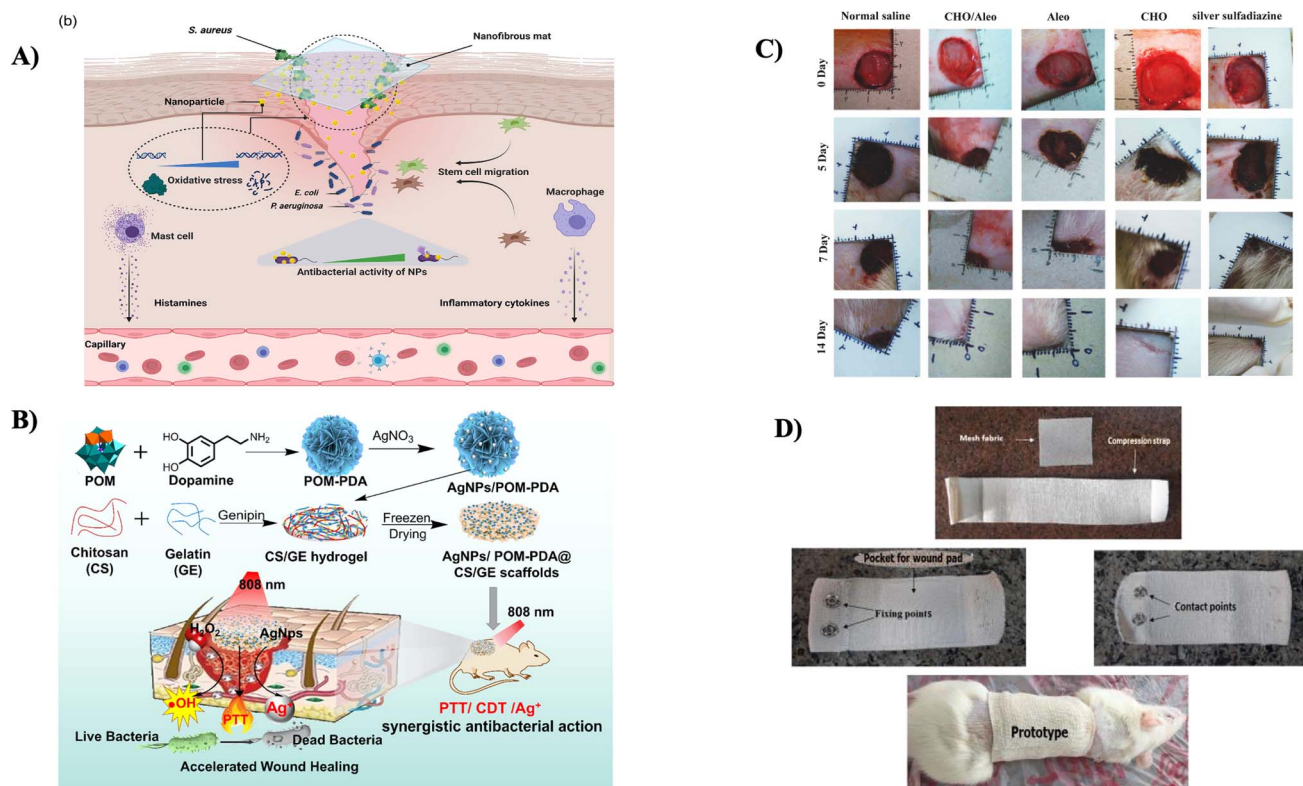 A)
(b)
S. aureus
Nanofibrous mat
Nanoparticle
Oxidative stress
E. coli
P. aeruginosa
Stem cell migration
Macrophage
Mast cell
Antibacterial activity of NPs
Histamines
Inflammatory cytokines
Capillary
B)
POM
+
Dopamine
HO
HO
NH2
POM-PDA
AgNO3
AgNPs/POM-PDA
Chitosan
(CS)
+
Gelatin
(GE)
Genipin
CS/GE hydrogel
Freezen
Drying
AgNPs/ POM-PDA@
CS/GE scaffolds
808 nm
808 nm
H2O2
AgNps
•OH
PTT
Ag+
PTT/ CDT /Ag+
synergistic antibacterial action
Live Bacteria
Dead Bacteria
Accelerated Wound Healing
C)
Normal saline
CHO/Aleo
Aleo
CHO
silver sulfadiazine
0 Day
5 Day
7 Day
14 Day
D)
Mesh fabric
Compression strap
Pocket for wound pad
Fixing points
Contact points
Prototype